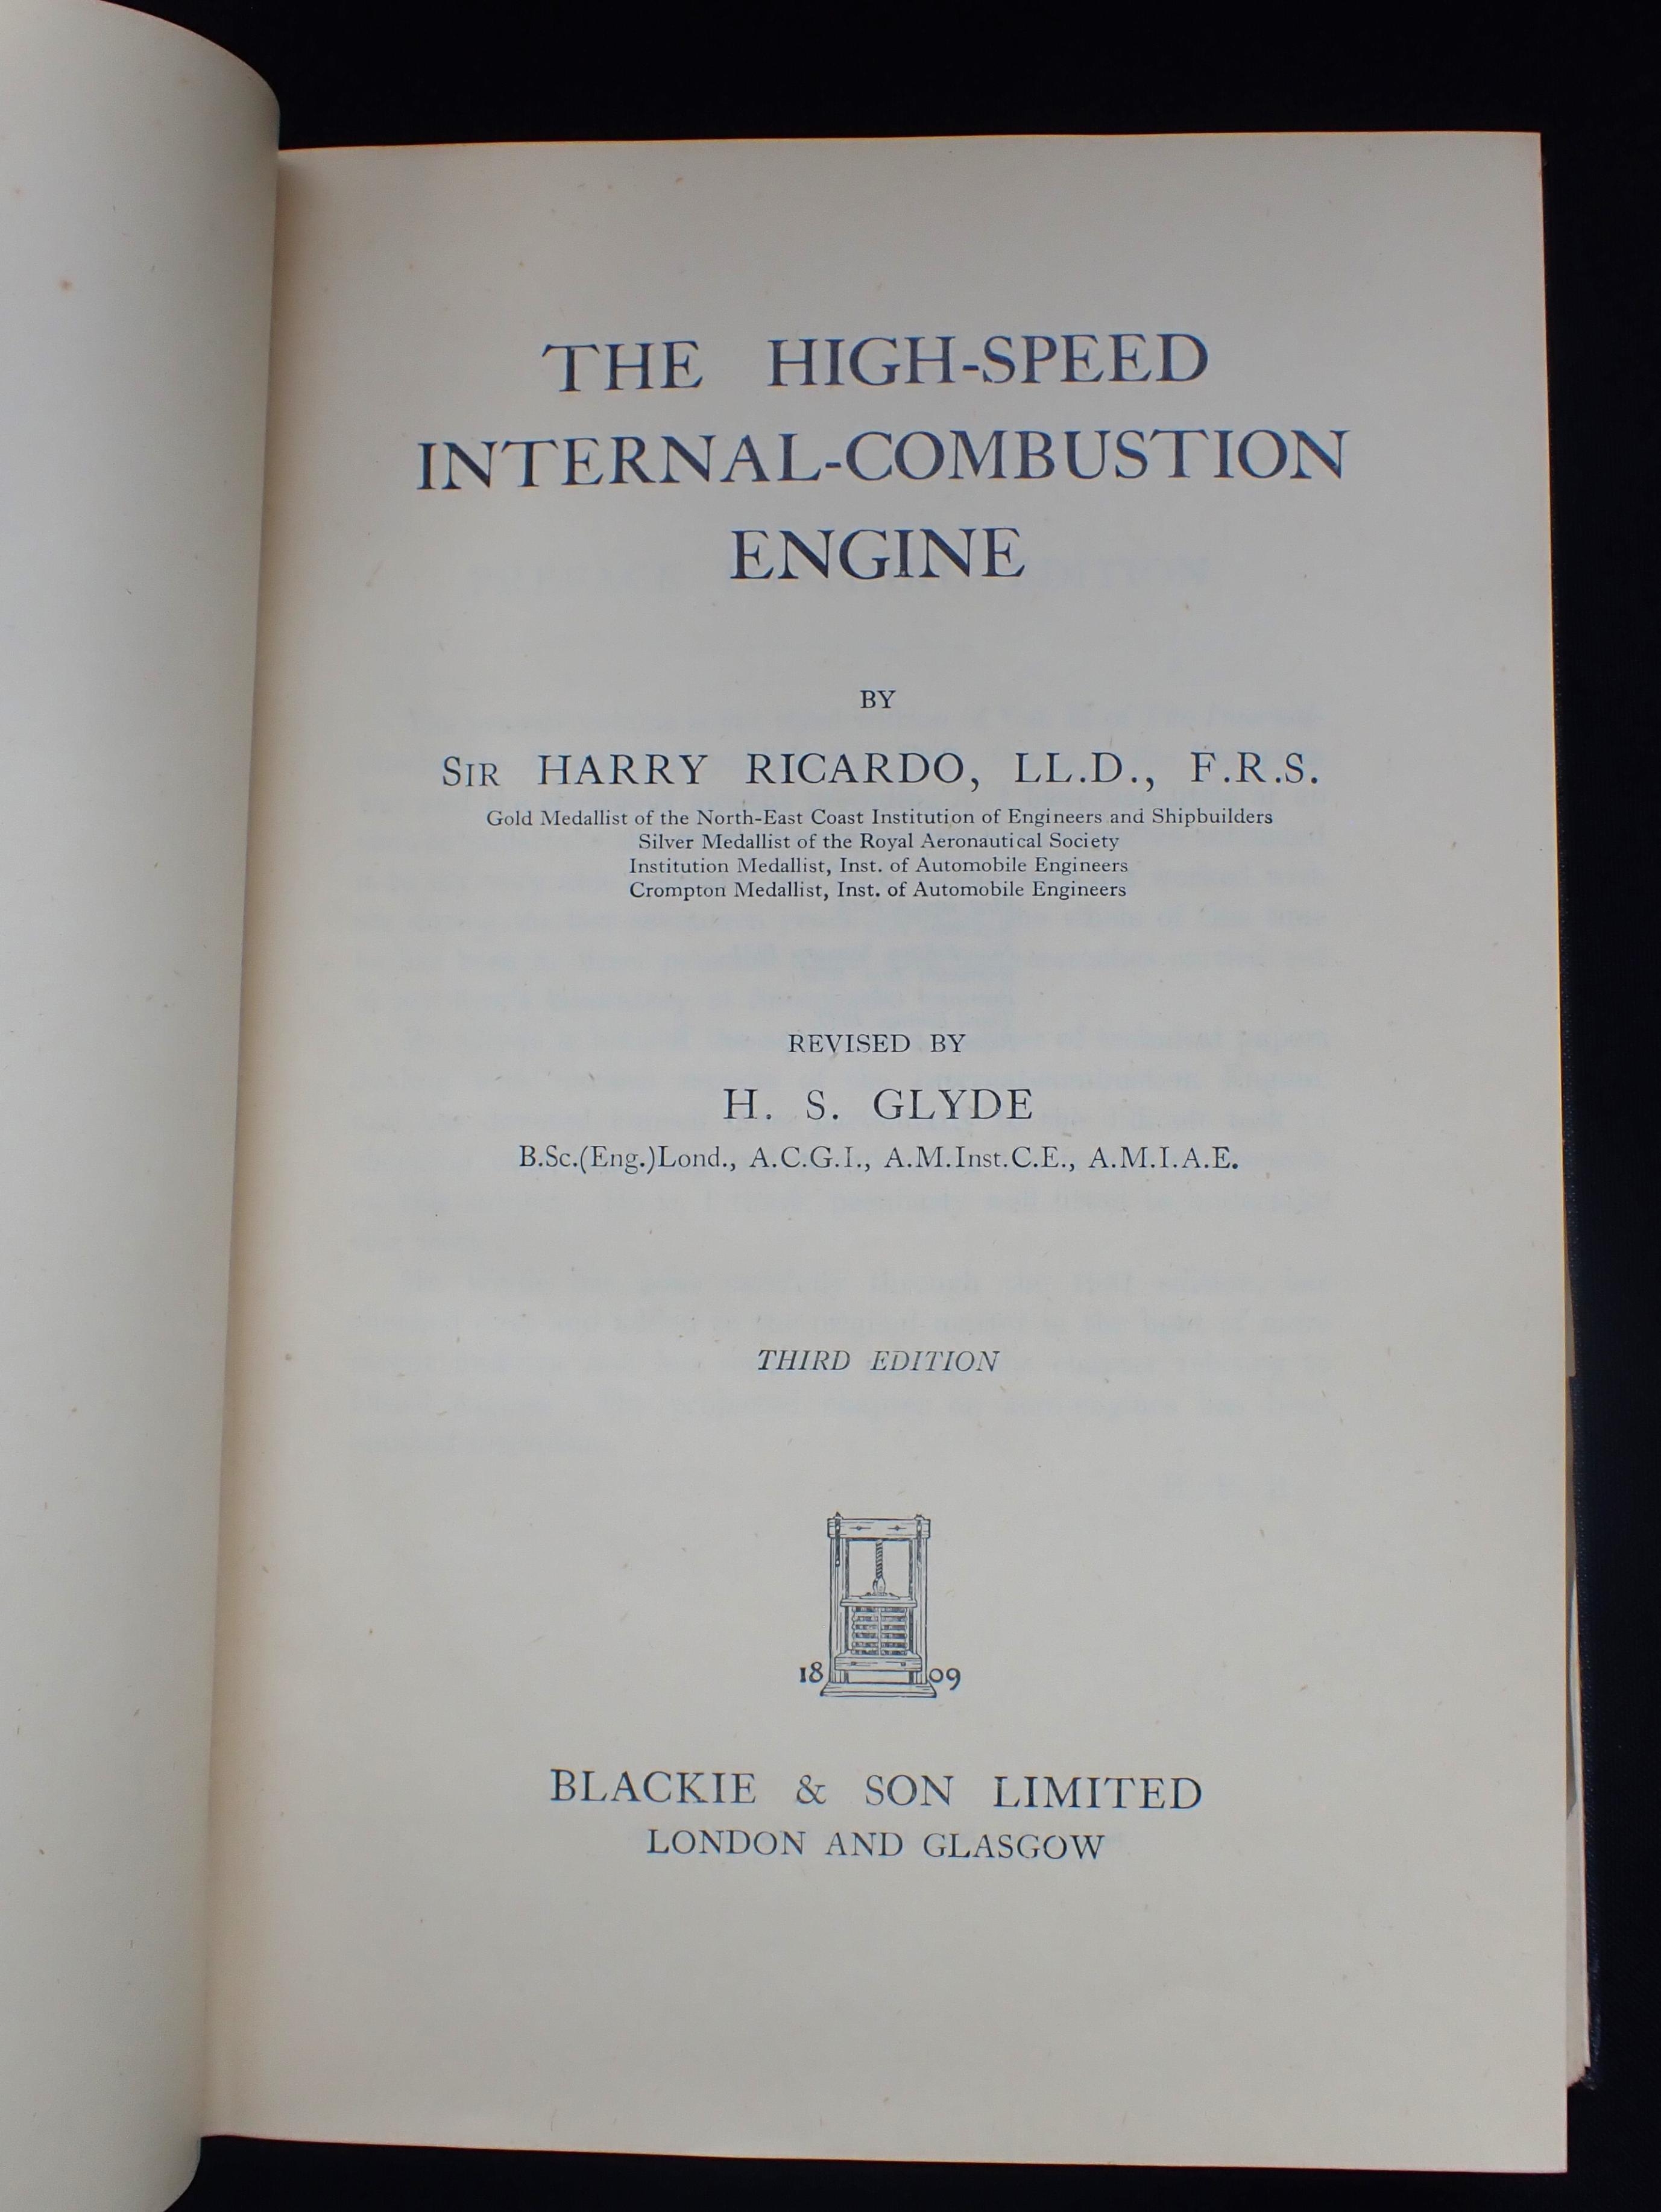 THE HIGH-SPEED
INTERNAL-COMBUSTION
ENGINE
BY
SIR HARRY RICARDO, LL.D., F.R.S.
Gold Medallist of the North-East Coast Institution of Engineers and Shipbuilders
Silver Medallist of the Royal Aeronautical Society
Institution Medallist, Inst. of Automobile Engineers
Crompton Medallist, Inst. of Automobile Engineers
REVISED BY
H. S. GLYDE
B.Sc.(Eng.)Lond., A.C.G.I., A.M.Inst.C.E., A.M.I.A.E.
THIRD EDITION
18 09
BLACKIE & SON LIMITED
LONDON AND GLASGOW